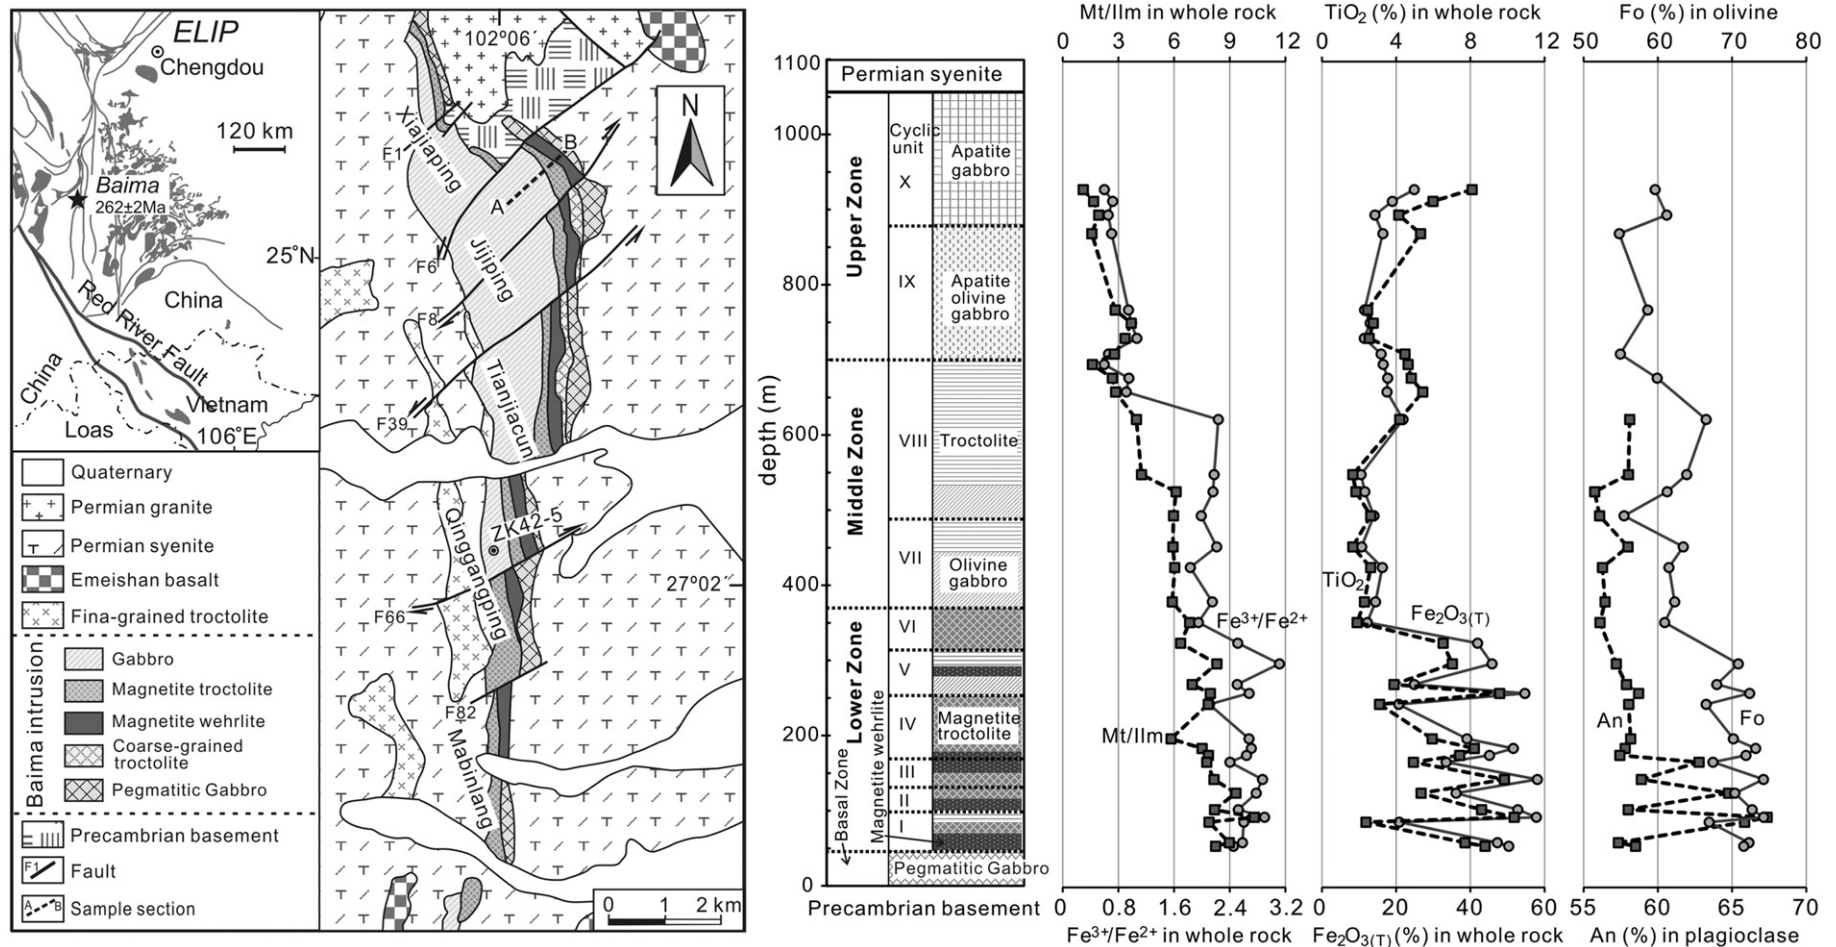 ELIP
Chengdou
120 km
Baima
262±2Ma
25°N
China
Red River Fault
China
Vietnam
Loas
106°E
Quaternary
Permian granite
Permian syenite
Emeishan basalt
Fina-grained troctolite
Baima intrusion
Gabbro
Magnetite troctolite
Magnetite wehrlite
Coarse-grained
troctolite
Pegmatitic Gabbro
Precambrian basement
F1
Fault
A B
Sample section
102°06′
N
Xiajiaping
F1
B
A
F6
Jijiping
F8
Tianjiacun
F39
ZK42-5
Qinggangping
27°02′
F66
F82
Mabinlang
0 1 2 km
depth (m)
1100
1000
800
600
400
200
0
Permian syenite
Upper Zone
Middle Zone
Lower Zone
Basal Zone
Magnetite wehrlite
Cyclic
unit
X
IX
VIII
VII
VI
V
IV
III
II
I
Apatite
gabbro
Apatite
olivine
gabbro
Troctolite
Olivine
gabbro
Magnetite
troctolite
Pegmatitic Gabbro
Precambrian basement
Mt/Ilm in whole rock
0 3 6 9 12
Fe³⁺/Fe²⁺
Mt/Ilm
0 0.8 1.6 2.4 3.2
Fe³⁺/Fe²⁺ in whole rock
TiO₂ (%) in whole rock
0 4 8 12
TiO₂
Fe₂O₃(T)
0 20 40 60
Fe₂O₃(T) (%) in whole rock
Fo (%) in olivine
50 60 70 80
An
Fo
55 60 65 70
An (%) in plagioclase